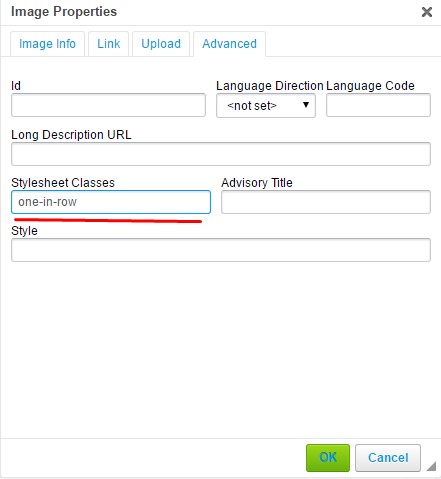 Image Properties
Image Info Link Upload Advanced
Id Language Direction Language Code
<not set>
Long Description URL
Stylesheet Classes Advisory Title
one-in-row
Style
OK Cancel